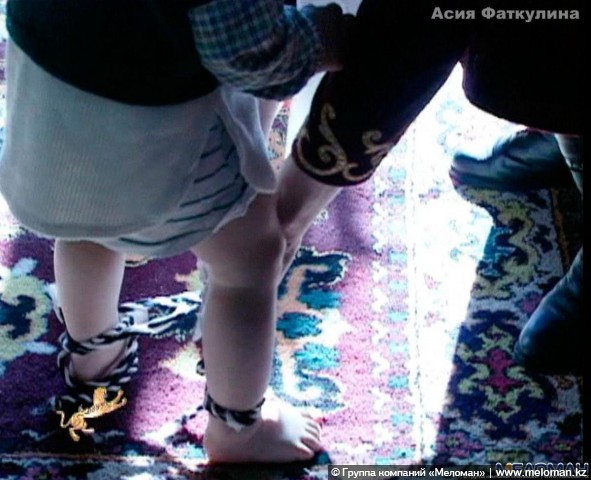 Асия Фаткулина
© Группа компаний «Меломан» | www.meloman.kz